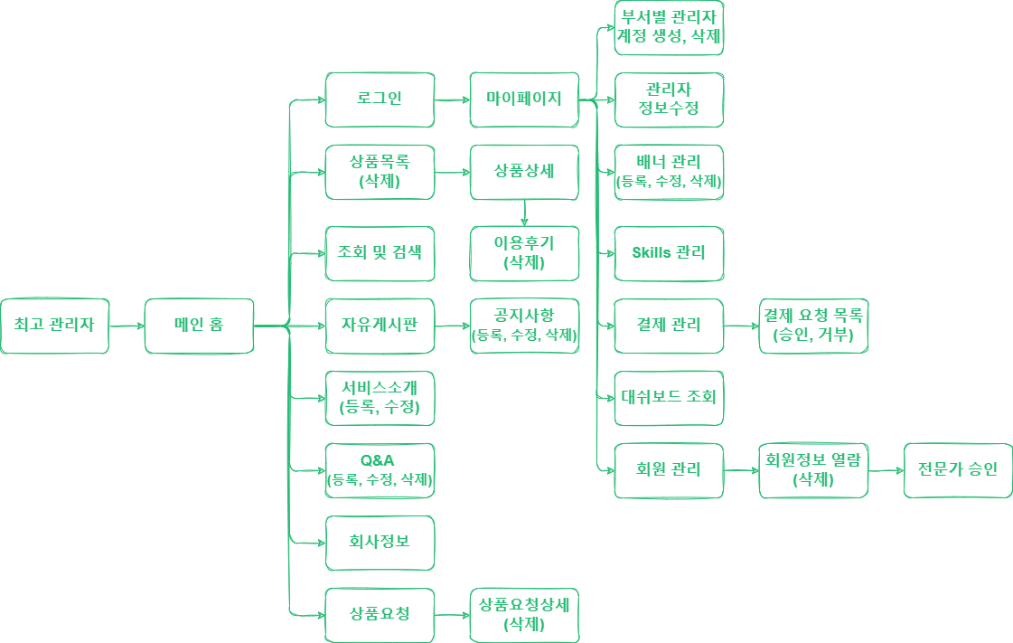 최고 관리자
메인 홈
로그인
마이페이지
부서별 관리자
계정 생성, 삭제
관리자
정보수정
상품목록
(삭제)
상품상세
배너 관리
(등록, 수정, 삭제)
조회 및 검색
이용후기
(삭제)
Skills 관리
자유게시판
공지사항
(등록, 수정, 삭제)
결제 관리
결제 요청 목록
(승인, 거부)
서비스소개
(등록, 수정)
대쉬보드 조회
Q&A
(등록, 수정, 삭제)
회원 관리
회원정보 열람
(삭제)
전문가 승인
회사정보
상품요청
상품요청상세
(삭제)